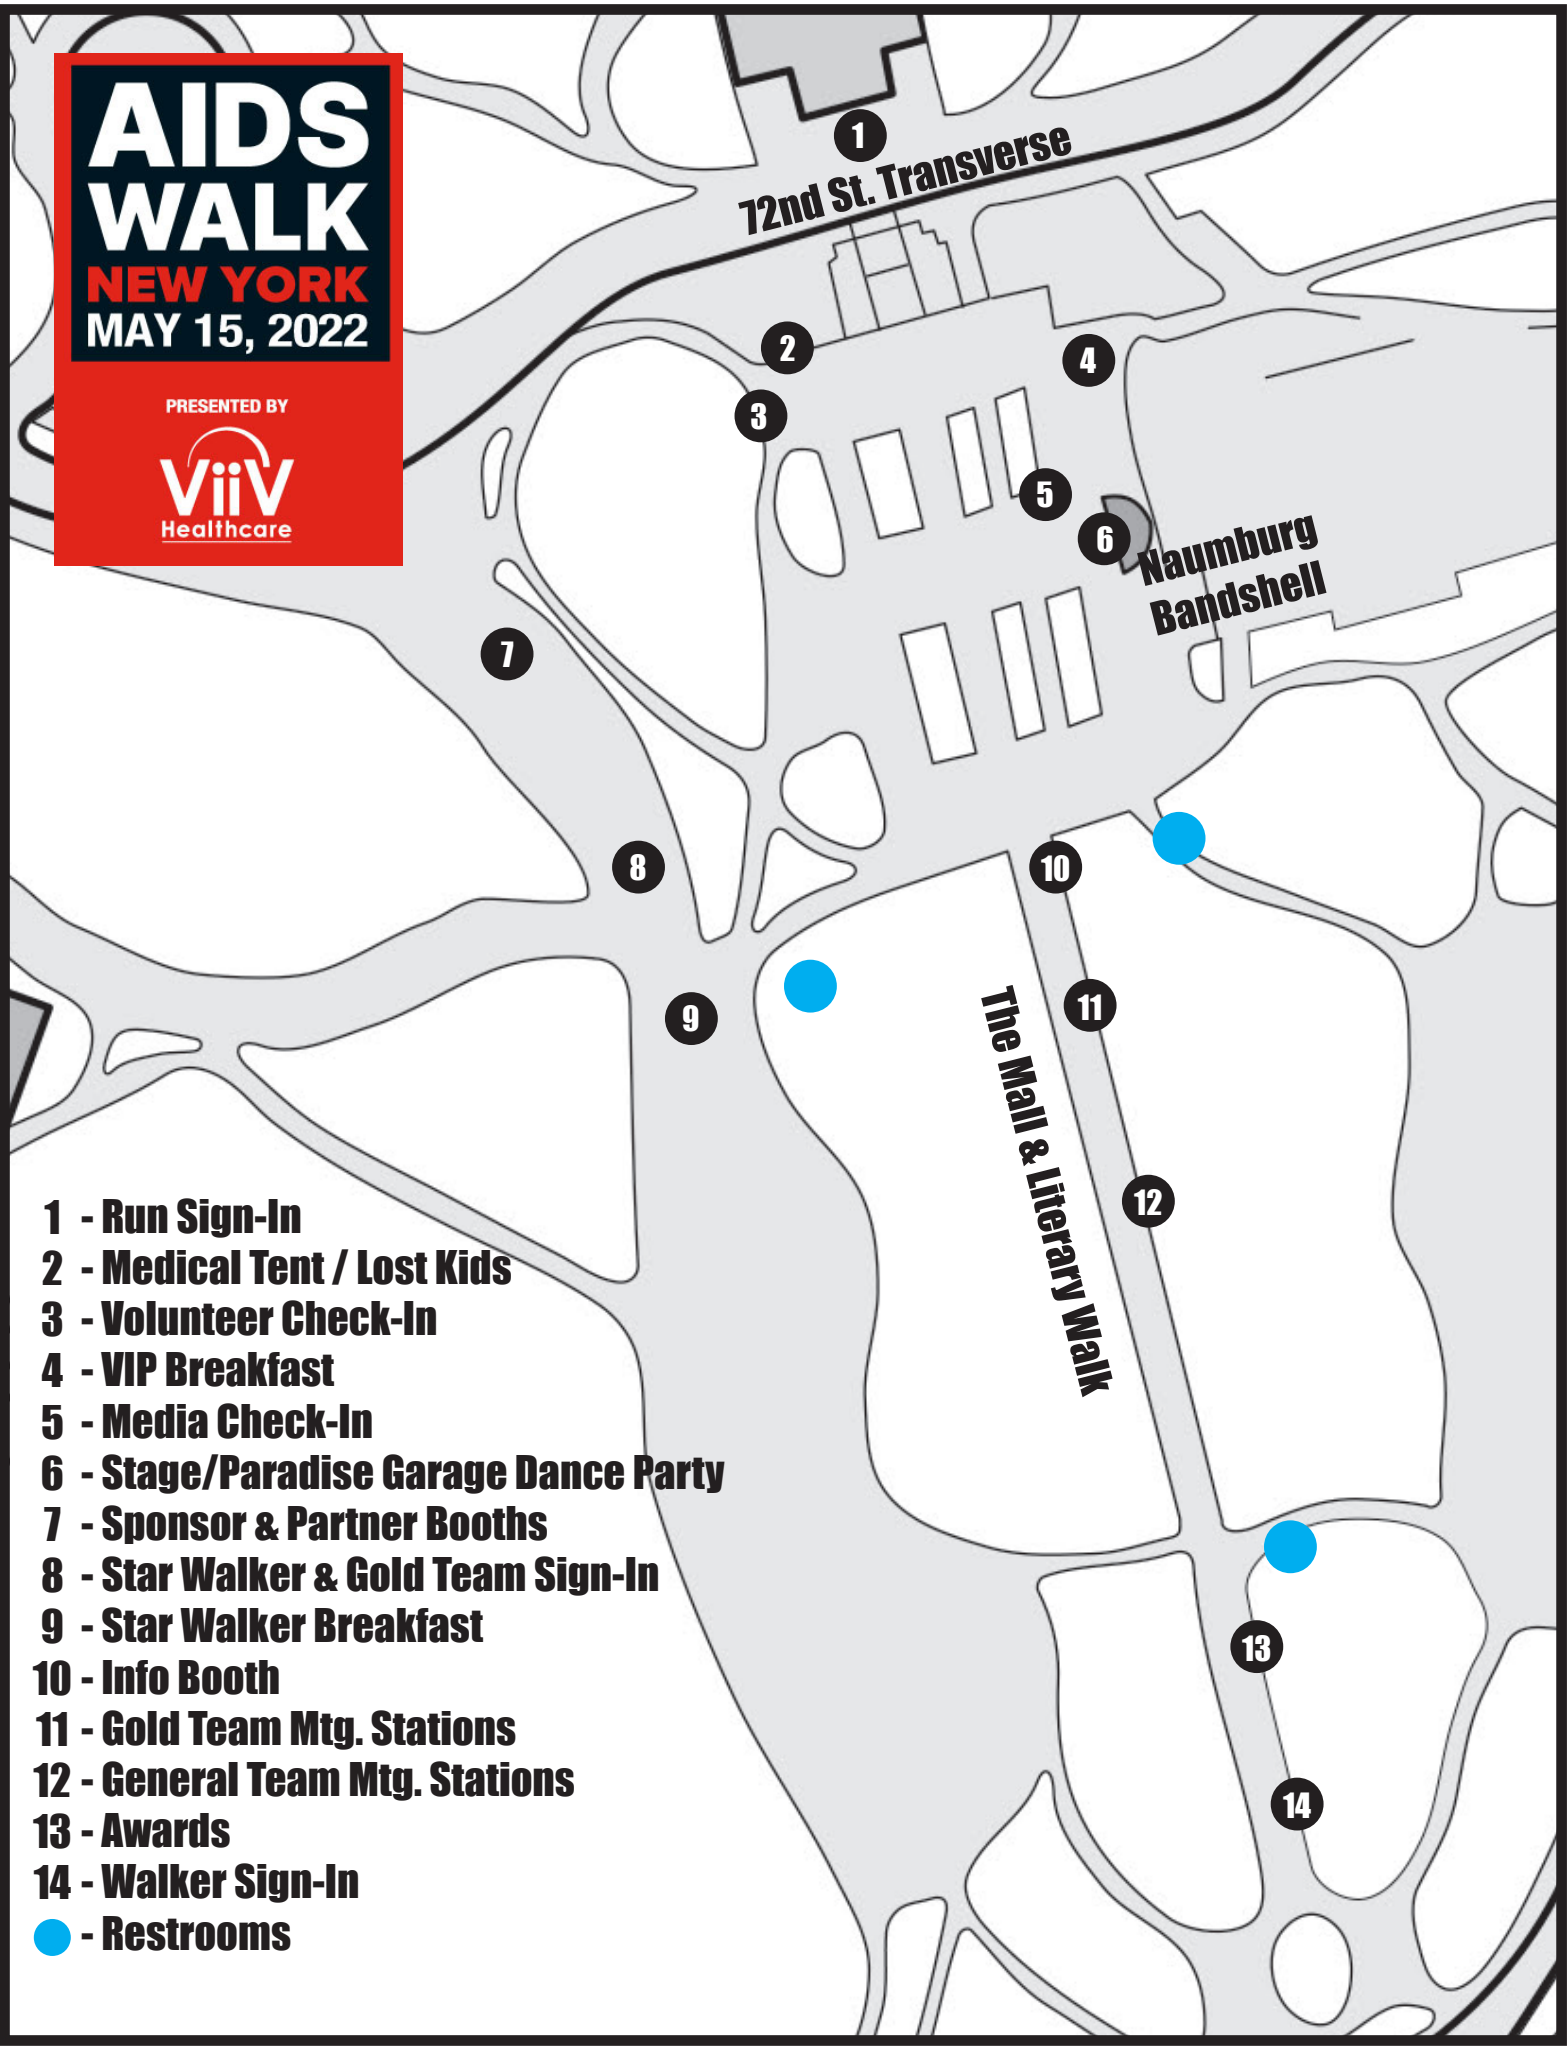 AIDS
WALK
NEW YORK
MAY 15, 2022
PRESENTED BY
ViiV
Healthcare
1
72nd St. Transverse
2
3
4
5
6
Naumburg
Bandshell
7
8
9
10
11
12
The Mall & Literary Walk
13
14
1 - Run Sign-In
2 - Medical Tent / Lost Kids
3 - Volunteer Check-In
4 - VIP Breakfast
5 - Media Check-In
6 - Stage/Paradise Garage Dance Party
7 - Sponsor & Partner Booths
8 - Star Walker & Gold Team Sign-In
9 - Star Walker Breakfast
10 - Info Booth
11 - Gold Team Mtg. Stations
12 - General Team Mtg. Stations
13 - Awards
14 - Walker Sign-In
- Restrooms